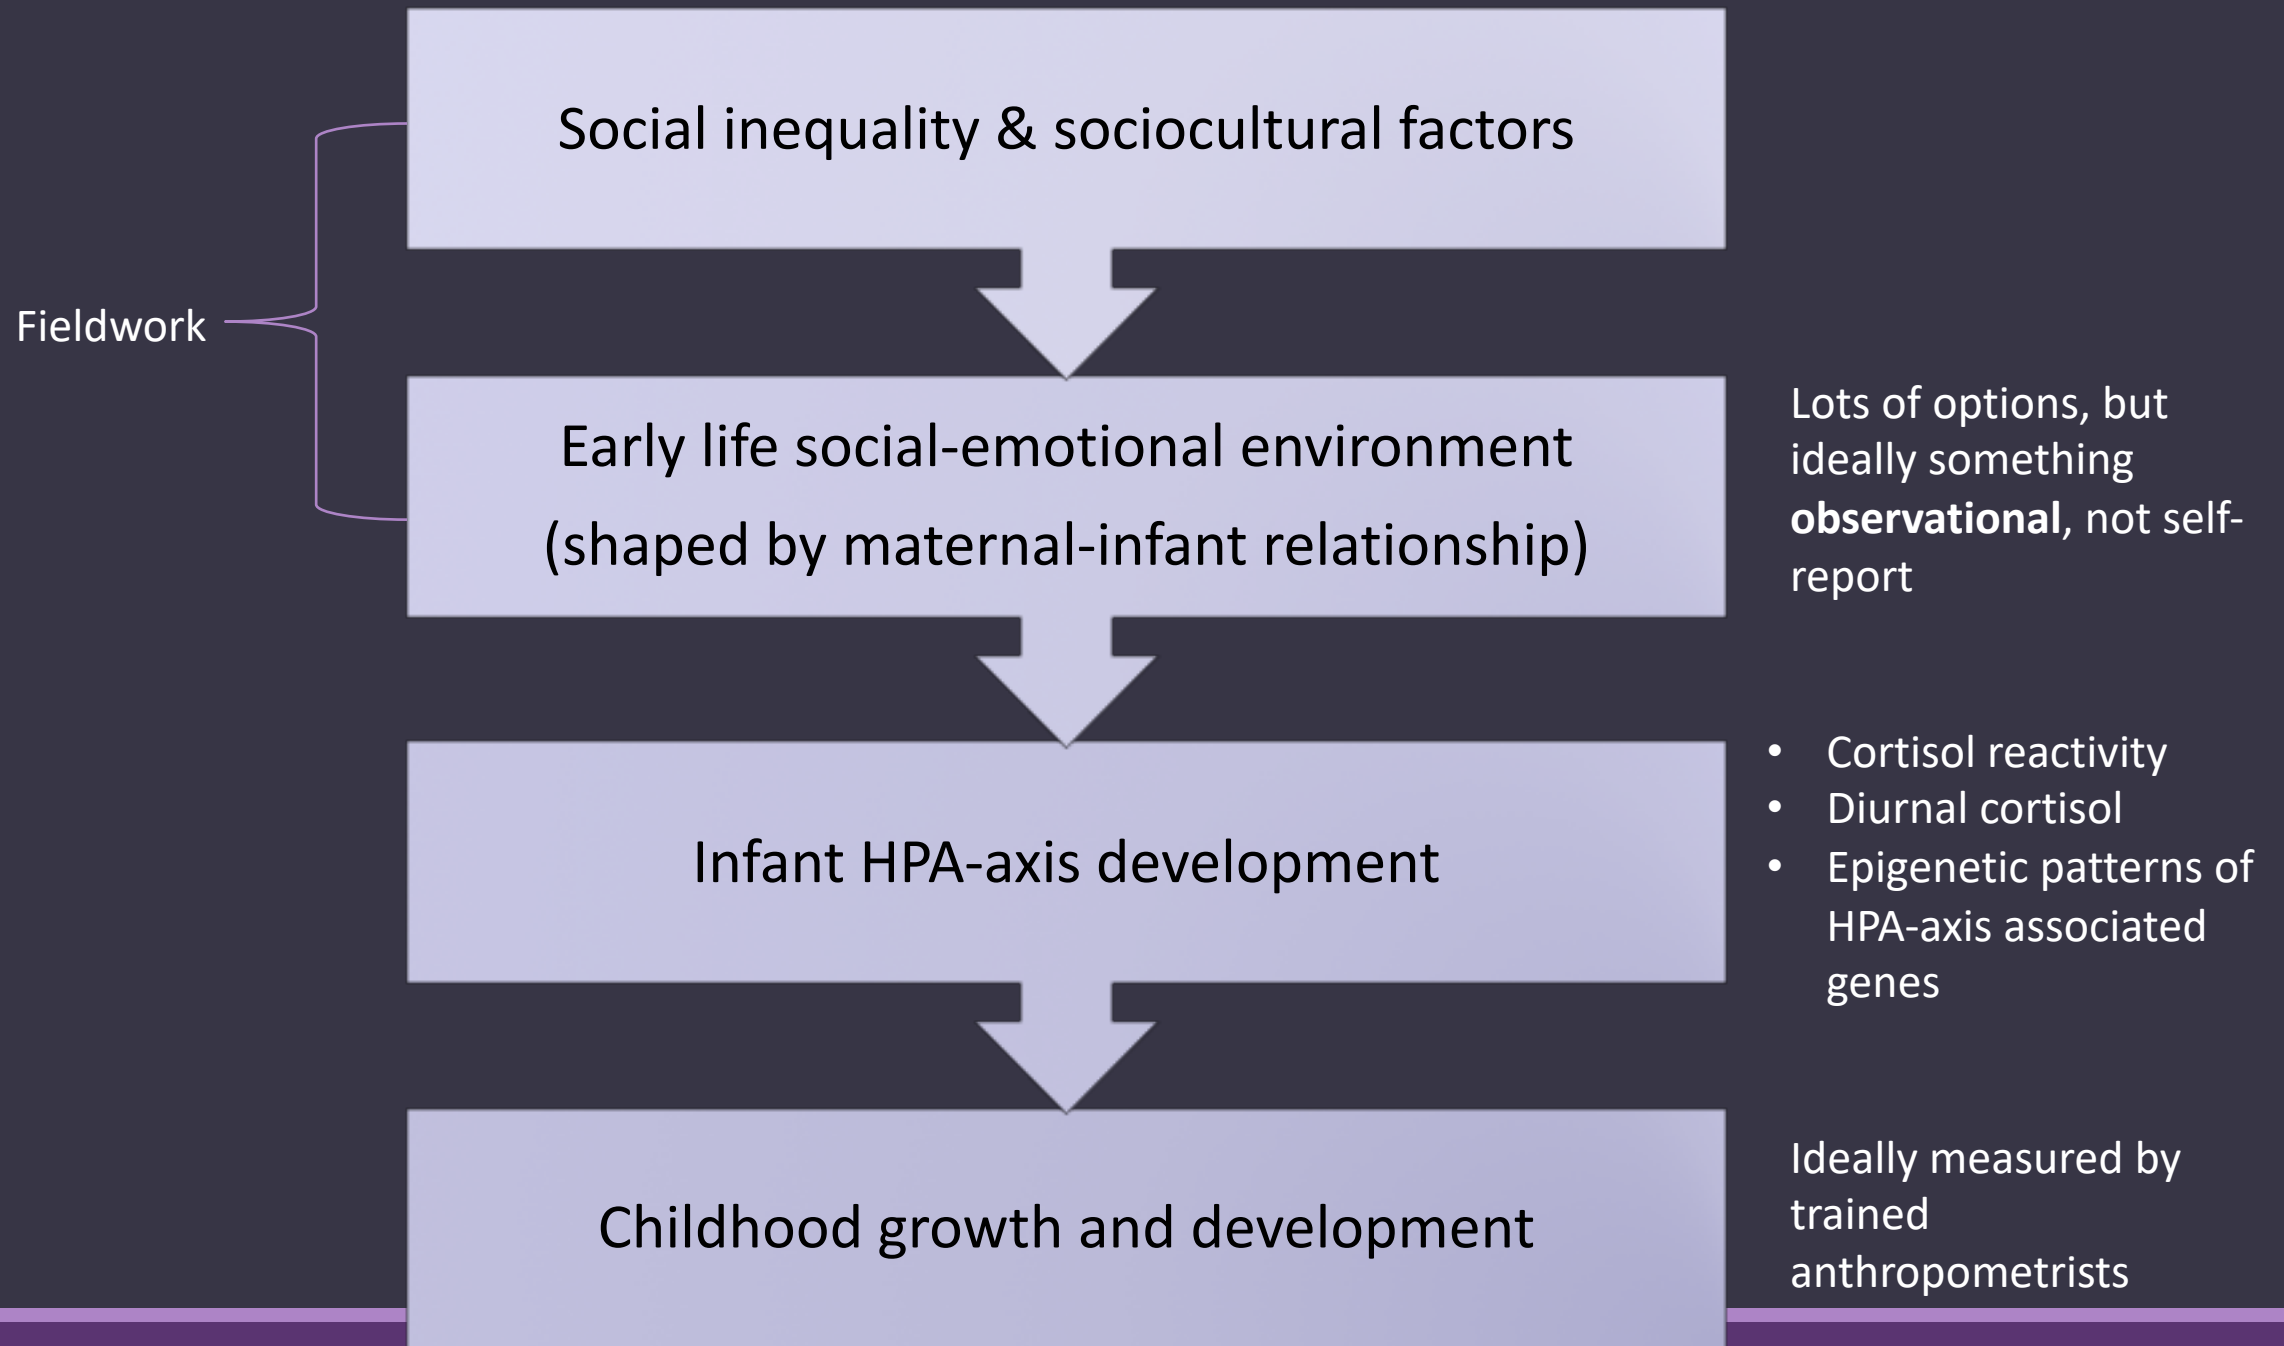 Social inequality & sociocultural factors
Fieldwork
Early life social-emotional environment
(shaped by maternal-infant relationship)
Lots of options, but
ideally something
observational, not self-
report
Infant HPA-axis development
• Cortisol reactivity
• Diurnal cortisol
• Epigenetic patterns of
HPA-axis associated
genes
Childhood growth and development
Ideally measured by
trained
anthropometrists